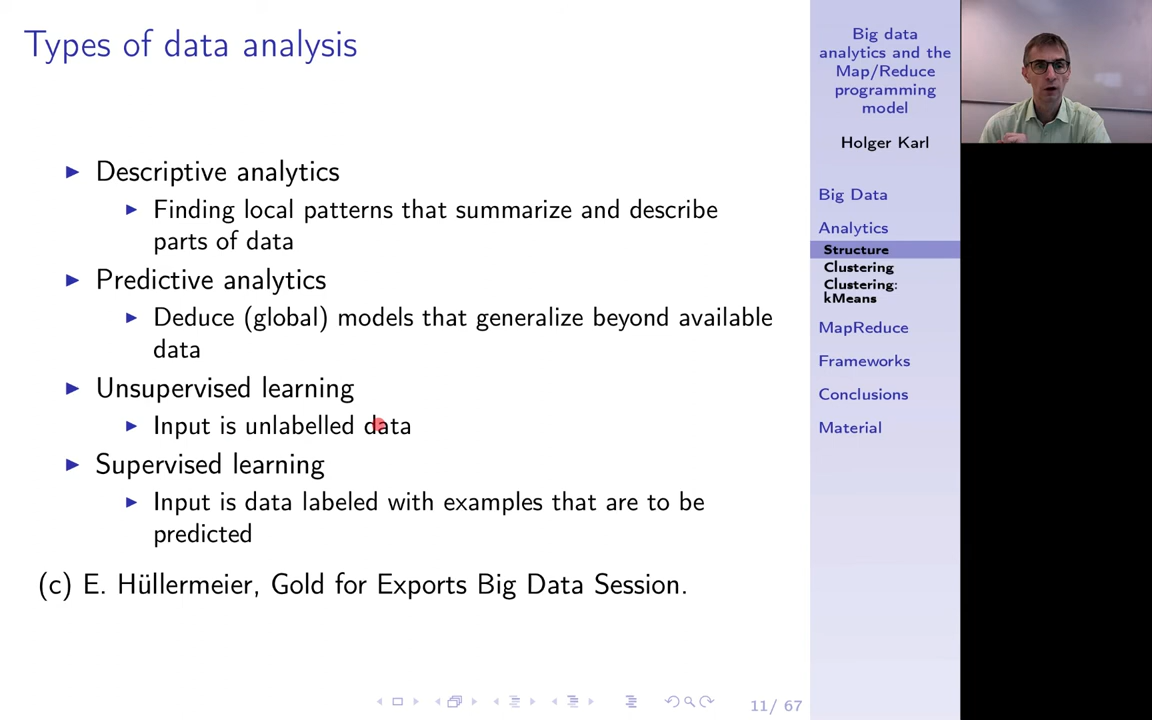 Types of data analysis
Descriptive analytics
Finding local patterns that summarize and describe
parts of data
Predictive analytics
Deduce (global) models that generalize beyond available
data
Unsupervised learning
Input is unlabelled data
Supervised learning
Input is data labeled with examples that are to be
predicted
(c) E. Hüllermeier, Gold for Exports Big Data Session.
Big data
analytics and the
Map/Reduce
programming
model
Holger Karl
Big Data
Analytics
Structure
Clustering
Clustering:
kMeans
MapReduce
Frameworks
Conclusions
Material
11/ 67